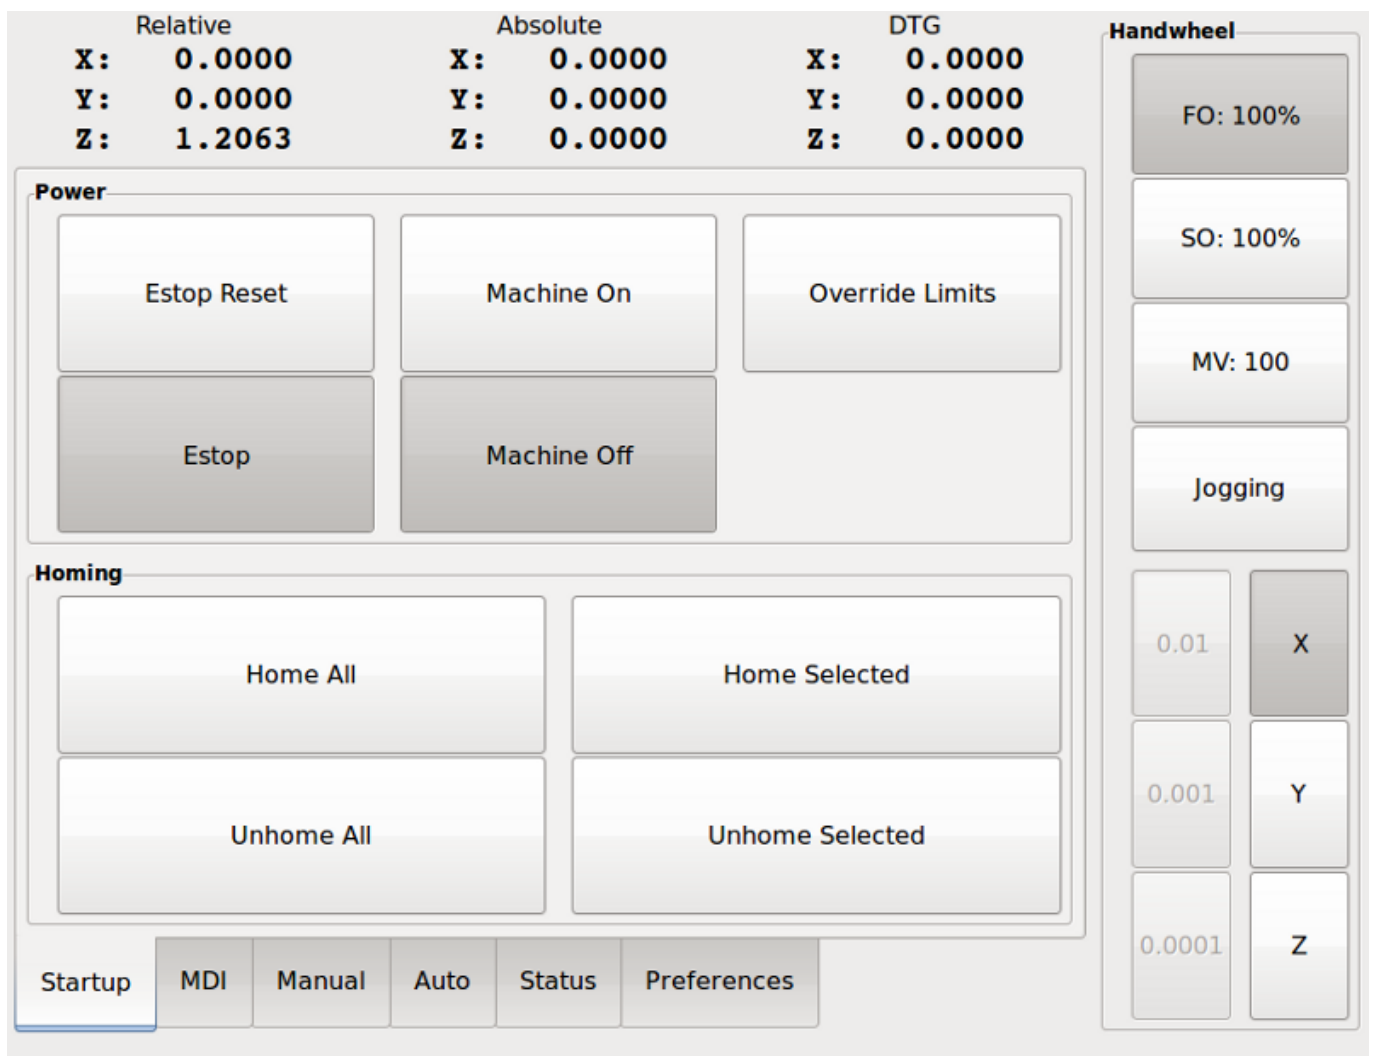 Relative Absolute DTG
X: 0.0000 X: 0.0000 X: 0.0000
Y: 0.0000 Y: 0.0000 Y: 0.0000
Z: 1.2063 Z: 0.0000 Z: 0.0000
Power
Estop Reset Machine On Override Limits
Estop Machine Off
Homing
Home All Home Selected
Unhome All Unhome Selected
Startup MDI Manual Auto Status Preferences
Handwheel
FO: 100%
SO: 100%
MV: 100
Jogging
0.01 X
0.001 Y
0.0001 Z